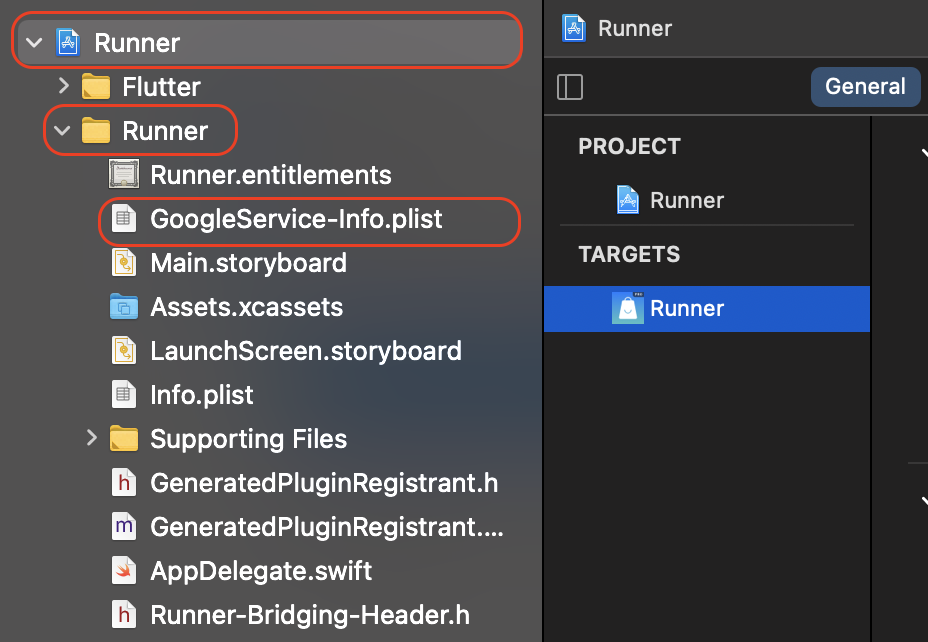 Runner
Flutter
Runner
Runner.entitlements
GoogleService-Info.plist
Main.storyboard
Assets.xcassets
LaunchScreen.storyboard
Info.plist
Supporting Files
h GeneratedPluginRegistrant.h
m GeneratedPluginRegistrant....
AppDelegate.swift
h Runner-Bridging-Header.h
Runner
General
PROJECT
Runner
TARGETS
Runner